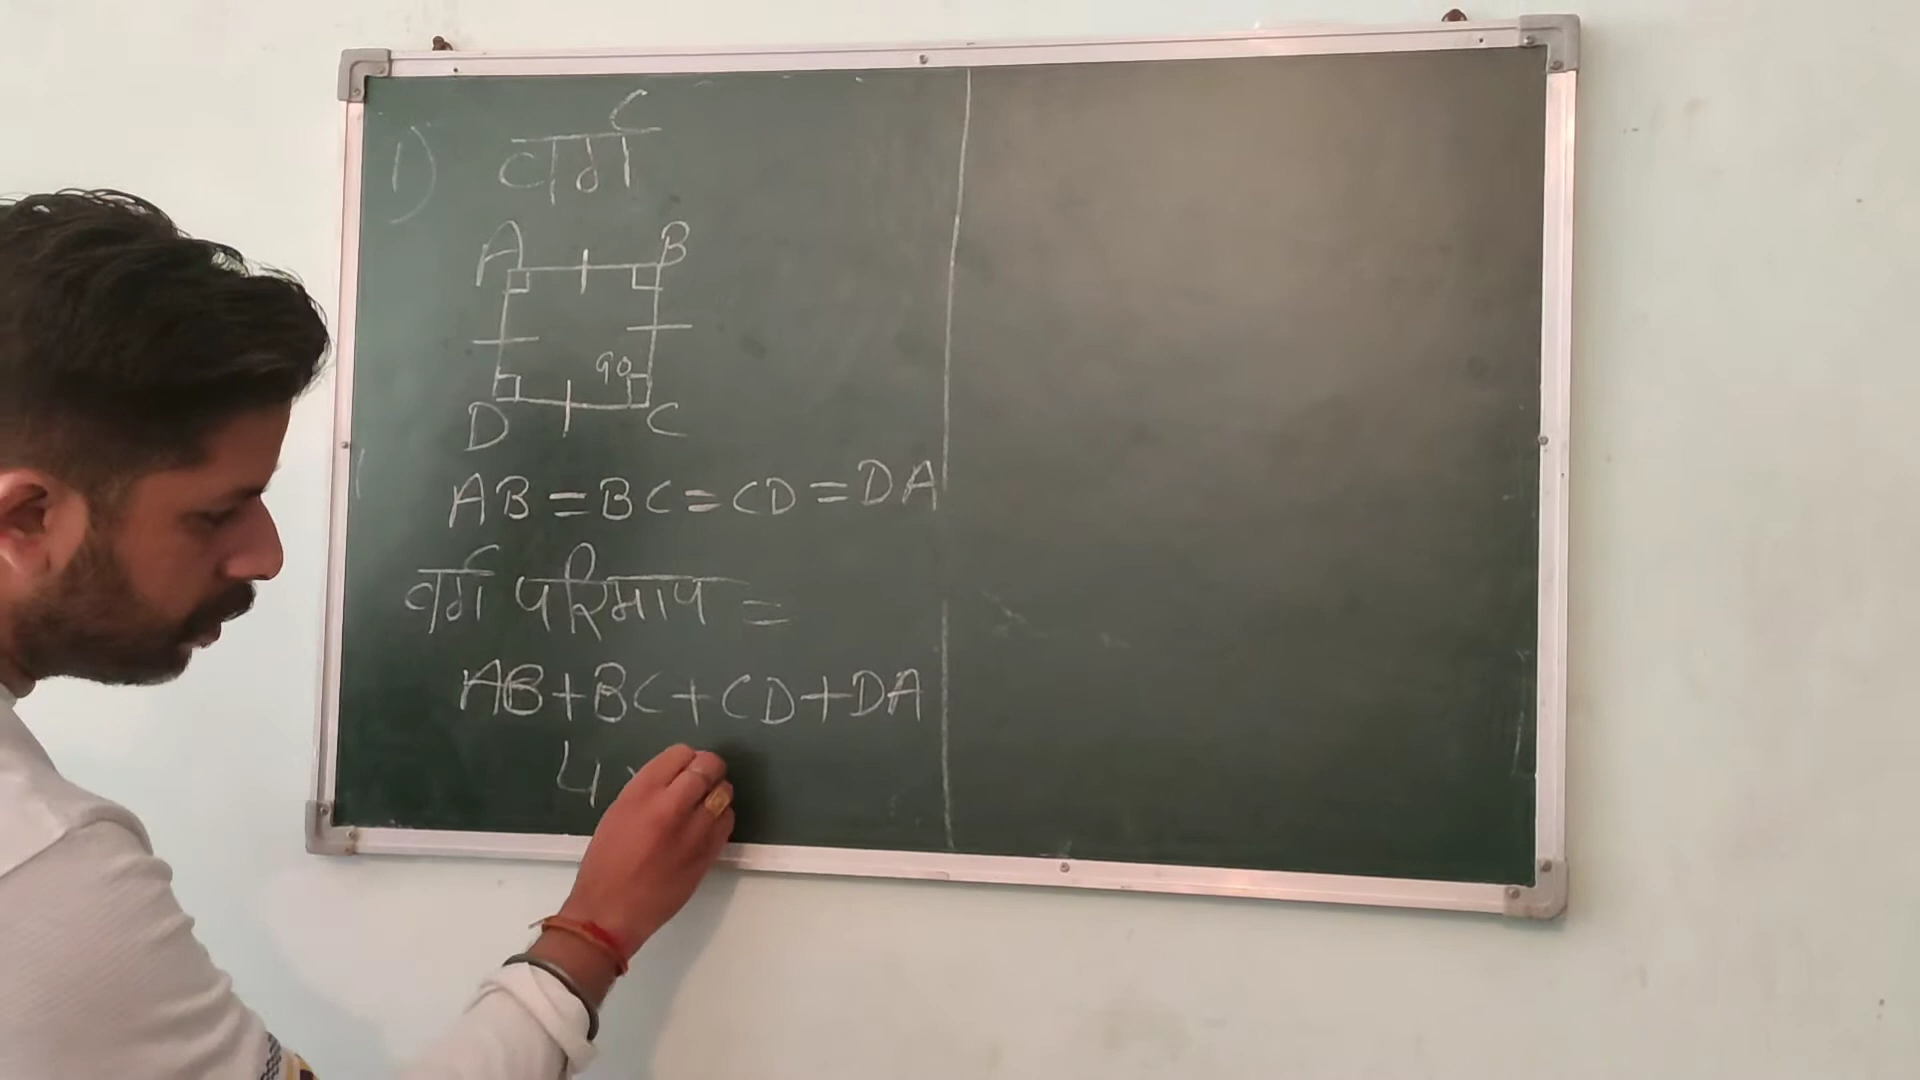 1) वर्ग
A B
90
D C
AB=BC=CD=DA
वर्ग परिमाप =
AB+BC+CD+DA
4